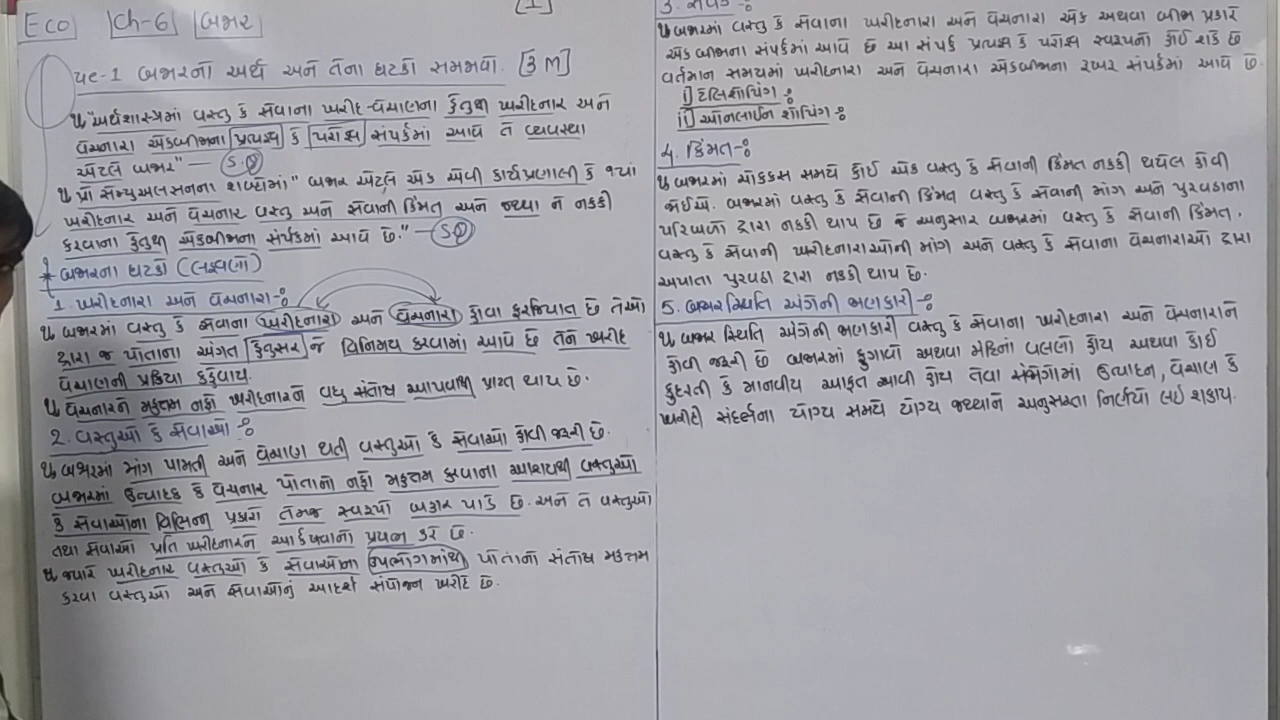 [1]
Eco Ch-6 બજાર
પ્રશ્ન-1 બજારનો અર્થ અને તેના ઘટકો સમજાવો. [3 M]
"અર્થશાસ્ત્રમાં વસ્તુ કે સેવાના ખરીદ-વેચાણના હેતુથી ખરીદનાર અને
વેચનારા એકબીજાના પ્રત્યક્ષ કે પરોક્ષ સંપર્કમાં આવે તે વ્યવસ્થા
એટલે બજાર" — SQ
પ્રો સેમ્યુઅલસનના શબ્દોમાં "બજાર એટલે એક એવી કાર્યપ્રણાલી કે જ્યાં
ખરીદનાર અને વેચનાર વસ્તુ અને સેવાની કિંમત અને જથ્થા ને નક્કી
કરવાના હેતુથી એકબીજાના સંપર્કમાં આવે છે." — SQ
* બજારના ઘટકો (લક્ષણો)
1. ખરીદનારા અને વેચનારા-:
બજારમાં વસ્તુ કે સેવાના ખરીદનારા અને વેચનારા હોવા ફરજિયાત છે તેઓ
દ્વારા જ પોતાના અંગત હેતુસર જે વિનિમય કરવામાં આવે છે તેને ખરીદ
વેચાણની પ્રક્રિયા કહેવાય.
વેચનારને મહત્તમ નફો ખરીદનારને વધુ સંતોષ આપવાથી પ્રાપ્ત થાય છે.
2. વસ્તુઓ કે સેવાઓ -:
બજારમાં માંગ પામતી અને વેચાણ થતી વસ્તુઓ કે સેવાઓ હોવી જરૂરી છે.
બજારમાં ઉત્પાદક કે વેચનાર પોતાનો નફો મહત્તમ કરવાના આશયથી વસ્તુઓ
કે સેવાઓના વિભિન્ન પ્રકારો તેમજ સ્વરૂપો બહાર પાડે છે. અને તે વસ્તુઓ
તથા સેવાઓ પ્રતિ ખરીદનારને આકર્ષવાનો પ્રયત્ન કરે છે.
જ્યારે ખરીદનાર વસ્તુઓ કે સેવાઓના ઉપભોગમાંથી પોતાનો સંતોષ મહત્તમ
કરવા વસ્તુઓ અને સેવાઓનું આદર્શ સંયોજન ખરીદે છે.
3. સંપર્ક -:
બજારમાં વસ્તુ કે સેવાના ખરીદનારા અને વેચનારા એક અથવા બીજા પ્રકારે
એકબીજાના સંપર્કમાં આવે છે આ સંપર્ક પ્રત્યક્ષ કે પરોક્ષ સ્વરૂપનો હોઈ શકે છે
વર્તમાન સમયમાં ખરીદનારા અને વેચનારા એકબીજાના સંપર્કમાં આવે છે.
i) ટેલિશોપિંગ -:
ii) ઓનલાઈન શોપિંગ -:
4. કિંમત-:
બજારમાં ચોક્કસ સમયે કોઈ એક વસ્તુ કે સેવાની કિંમત નક્કી થયેલ હોવી
જોઈએ. બજારમાં વસ્તુ કે સેવાની કિંમત વસ્તુ કે સેવાની માંગ અને પુરવઠાના
પરિબળો દ્વારા નક્કી થાય છે જે અનુસાર બજારમાં વસ્તુ કે સેવાની કિંમત,
વસ્તુ કે સેવાની ખરીદનારાઓની માંગ અને વસ્તુ કે સેવાના વેચનારાઓ દ્વારા
અપાતા પુરવઠા દ્વારા નક્કી થાય છે.
5. બજારસ્થિતિ અંગેની જાણકારી -:
બજાર સ્થિતિ અંગેની જાણકારી વસ્તુ કે સેવાના ખરીદનારા અને વેચનારાને
હોવી જરૂરી છે બજારમાં ફુગાવો અથવા મંદીના વલણો હોય અથવા કોઈ
કુદરતી કે માનવીય આફત આવી હોય તેવા સંજોગોમાં ઉત્પાદન, વેચાણ કે
ખરીદી સંદર્ભના યોગ્ય સમયે યોગ્ય જથ્થાને અનુસરતા નિર્ણયો લઈ શકાય.